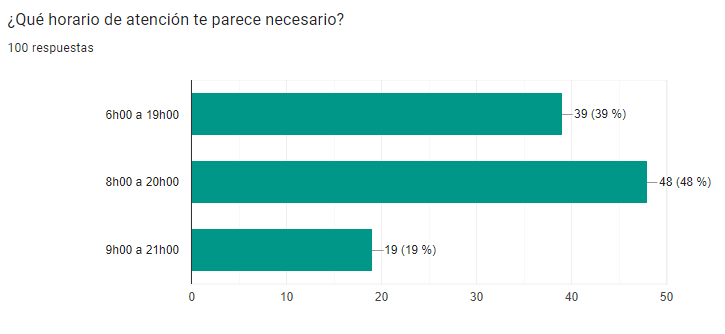 ¿Qué horario de atención te parece necesario?
100 respuestas
6h00 a 19h00
39 (39 %)
8h00 a 20h00
48 (48 %)
9h00 a 21h00
19 (19 %)
0
10
20
30
40
50